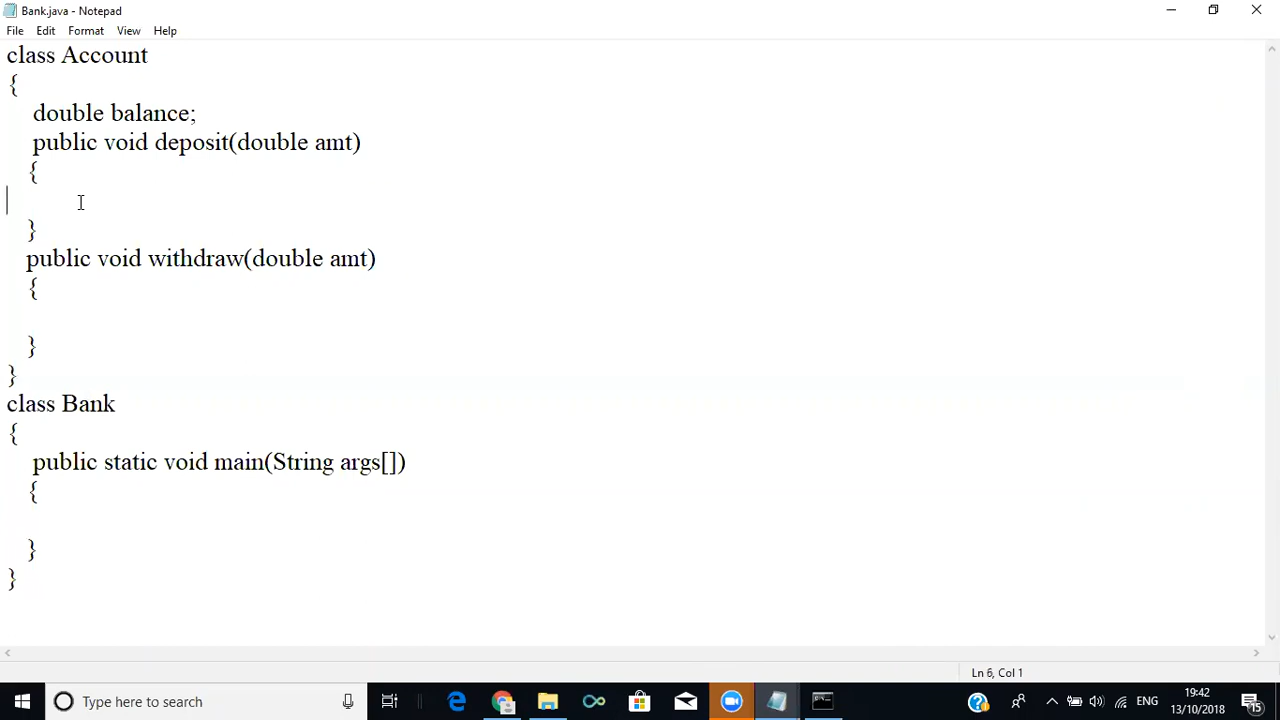 Bank.java - Notepad
File Edit Format View Help
class Account
{
double balance;
public void deposit(double amt)
{
}
public void withdraw(double amt)
{
}
}
class Bank
{
public static void main(String args[])
{
}
}
Ln 6, Col 1
Type here to search
ENG
19:42
13/10/2018
15